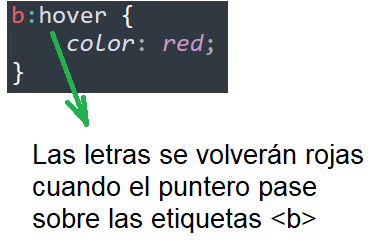 b:hover {
color: red;
}
Las letras se volverán rojas
cuando el puntero pase
sobre las etiquetas <b>